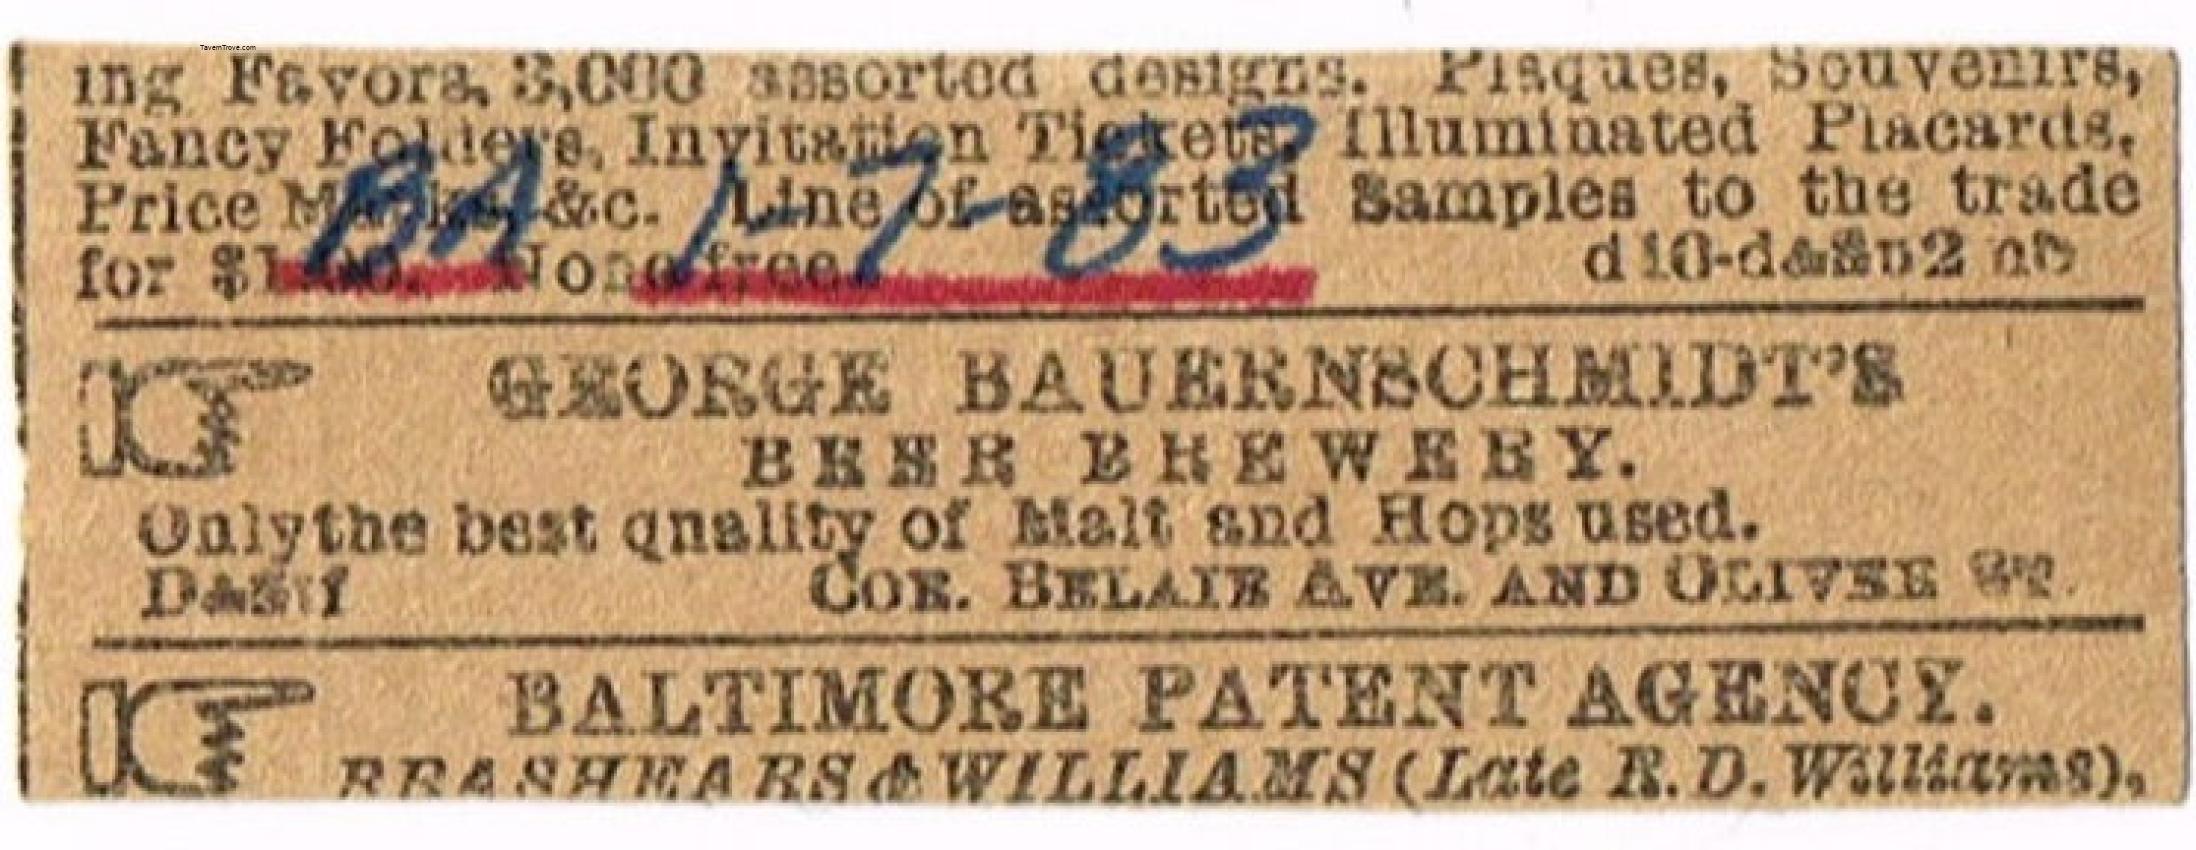 TavernTrove.com
ing Favors, 3,000 assorted designs. Plaques, Souvenirs,
Fancy Folders, Invitation Tickets, Illuminated Placards,
Price Marks, &c. Line of assorted Samples to the trade
for $1.00. None free.
BA 1-7-83
GEORGE BAUERNSCHMIDT'S
BEER BREWERY.
Only the best quality of Malt and Hops used.
COR. BELAIR AVE. AND OLIVER ST.
BALTIMORE PATENT AGENCY.
BRASHEARS & WILLIAMS (Late R. D. Williams),